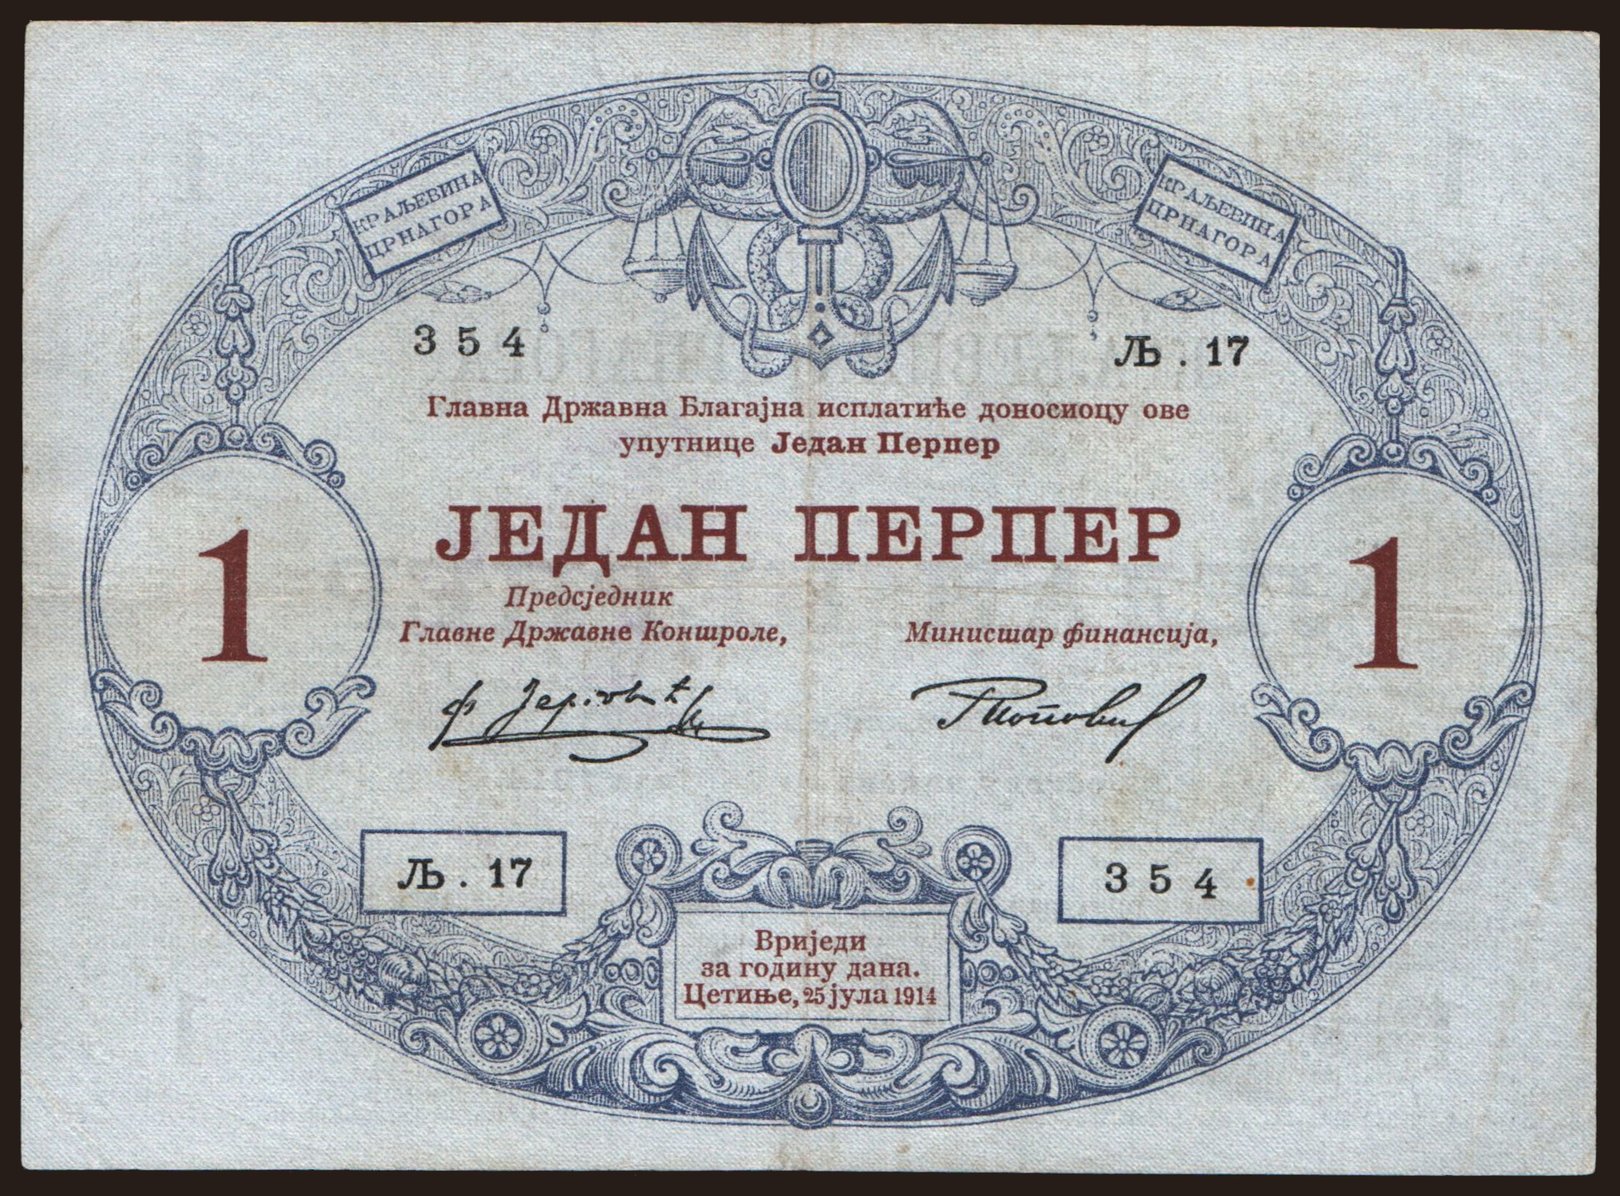 КРАЉЕВИНА
ЦРНАГОРА
КРАЉЕВИНА
ЦРНАГОРА
354
Љ. 17
Главна Државна Благајна исплатиће доносиоцу ове
упутнице Један Перпер
ЈЕДАН ПЕРПЕР
1
1
Предсједник
Главне Државне Контроле,
Министар финансија,
Љ. 17
354
Вриједи
за годину дана.
Цетиње, 25 јула 1914